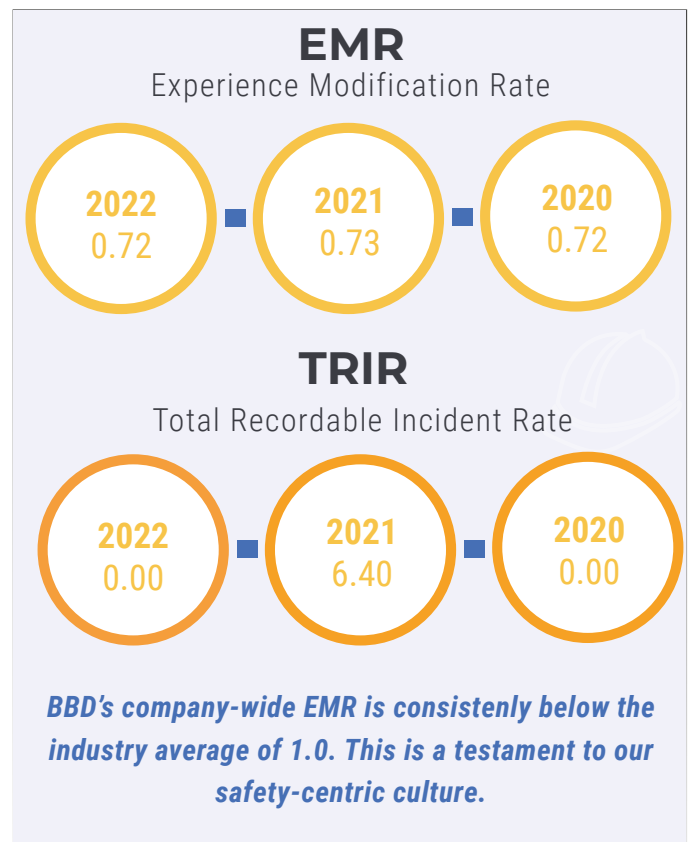 EMR
Experience Modification Rate
2022
0.72
2021
0.73
2020
0.72
TRIR
Total Recordable Incident Rate
2022
0.00
2021
6.40
2020
0.00
BBD's company-wide EMR is consistenly below the
industry average of 1.0. This is a testament to our
safety-centric culture.